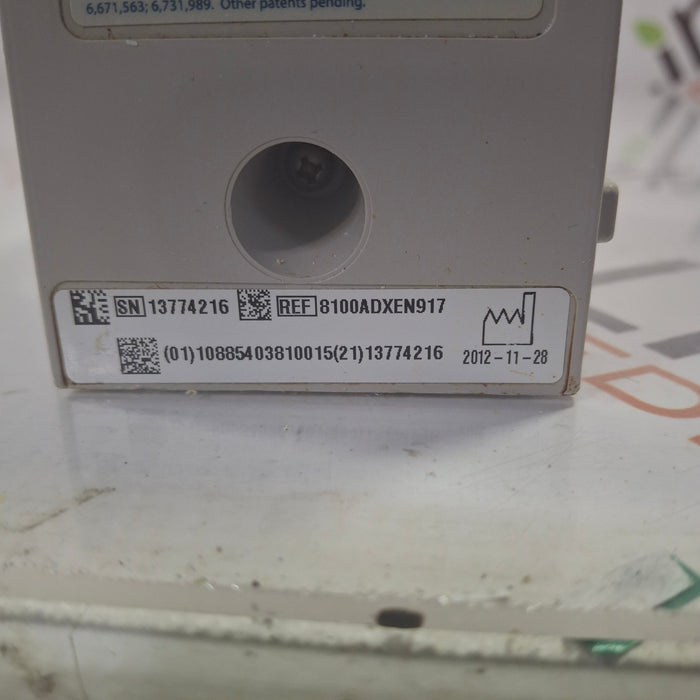 6,671,563; 6,731,989. Other patents pending.
SN 13774216 REF 8100ADXEN917
(01)10885403810015(21)13774216
2012-11-28